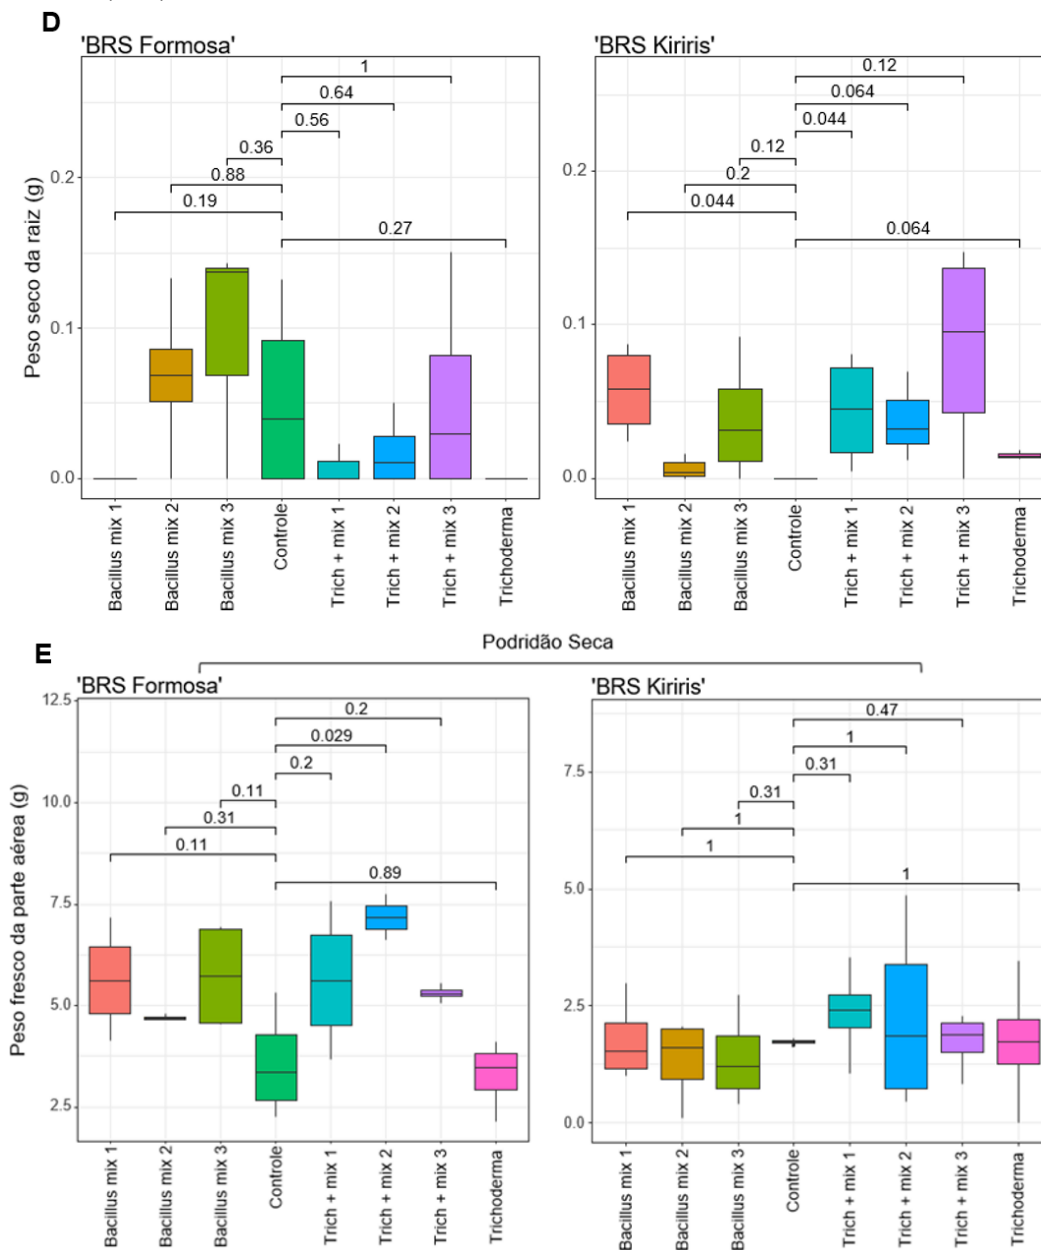 D
'BRS Formosa'
'BRS Kiriris'
Peso seco da raiz (g)
0.2
0.1
0.0
1
0.64
0.56
0.36
0.88
0.19
0.27
Bacillus mix 1
Bacillus mix 2
Bacillus mix 3
Controle
Trich + mix 1
Trich + mix 2
Trich + mix 3
Trichoderma
0.2
0.1
0.0
0.12
0.064
0.044
0.12
0.2
0.044
0.064
Bacillus mix 1
Bacillus mix 2
Bacillus mix 3
Controle
Trich + mix 1
Trich + mix 2
Trich + mix 3
Trichoderma
E
Podridão Seca
'BRS Formosa'
'BRS Kiriris'
Peso fresco da parte aérea (g)
12.5
10.0
7.5
5.0
2.5
0.2
0.029
0.2
0.11
0.31
0.11
0.89
Bacillus mix 1
Bacillus mix 2
Bacillus mix 3
Controle
Trich + mix 1
Trich + mix 2
Trich + mix 3
Trichoderma
7.5
5.0
2.5
0.0
0.47
1
0.31
0.31
1
1
1
Bacillus mix 1
Bacillus mix 2
Bacillus mix 3
Controle
Trich + mix 1
Trich + mix 2
Trich + mix 3
Trichoderma